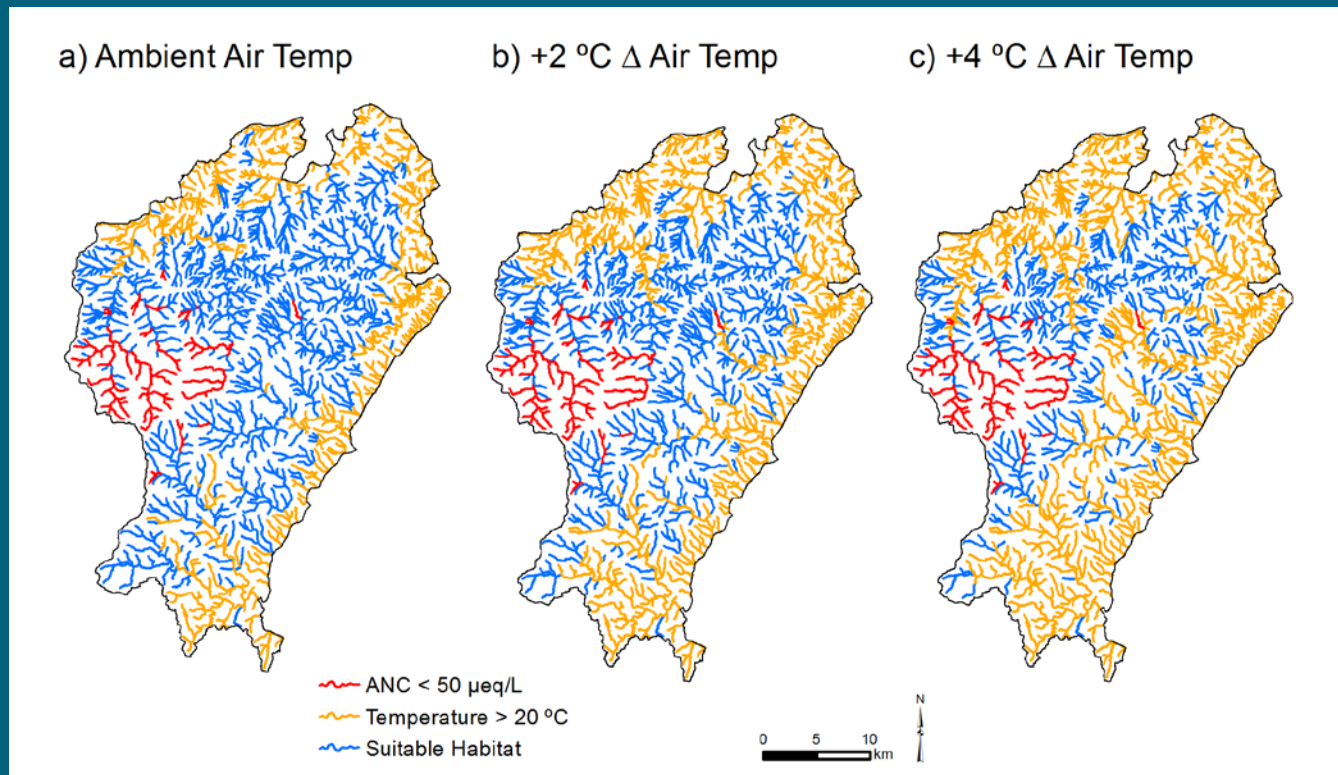 a) Ambient Air Temp
b) +2 ºC Δ Air Temp
c) +4 ºC Δ Air Temp
ANC < 50 µeq/L
Temperature > 20 ºC
Suitable Habitat
0 5 10
km
N